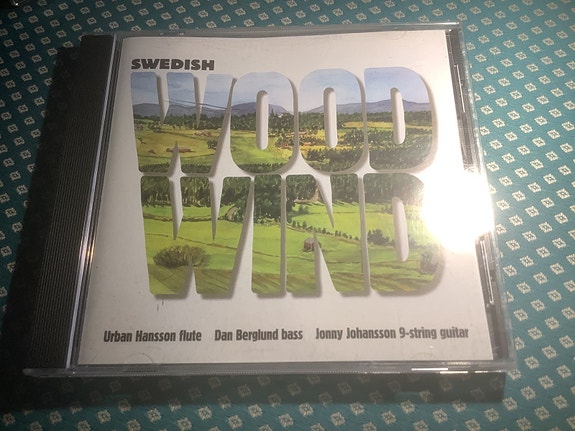 SWEDISH
WOOD
WIND
Urban Hansson flute Dan Berglund bass Jonny Johansson 9-string guitar